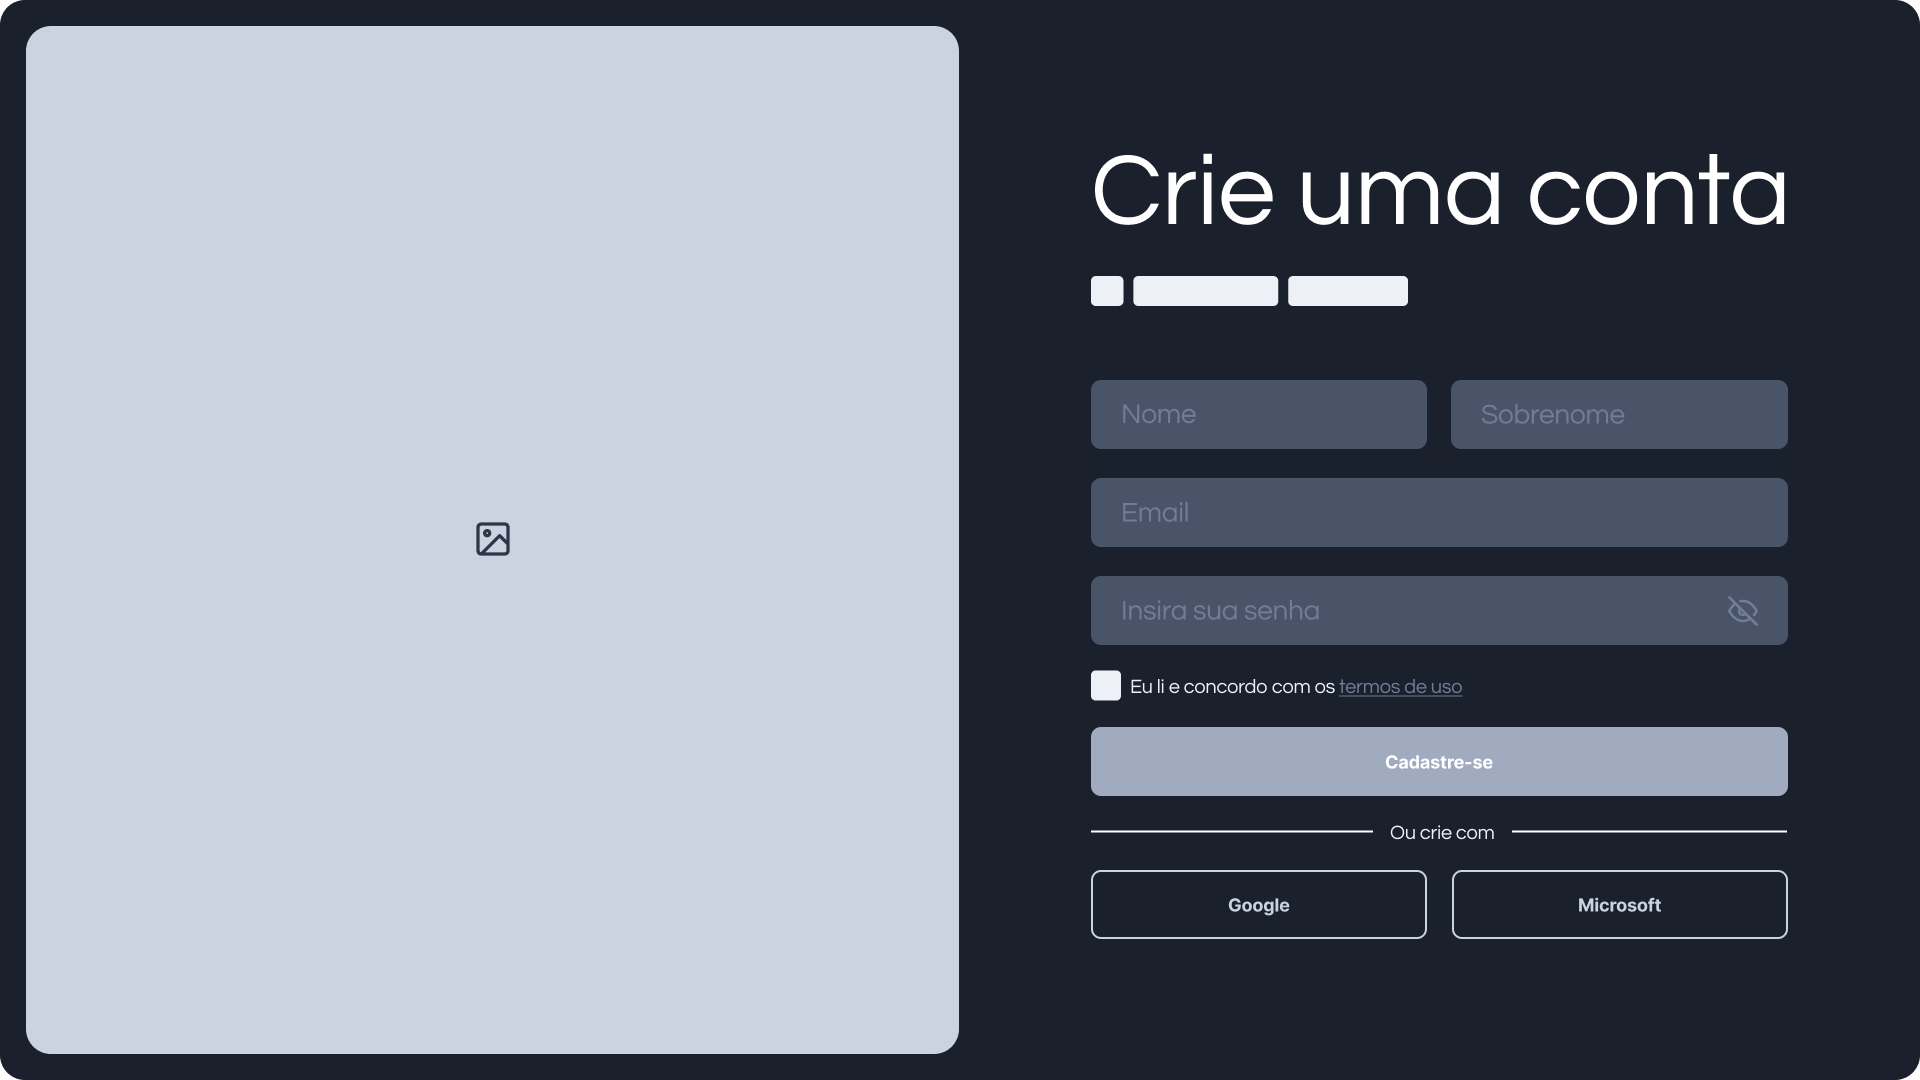 Crie uma conta
Nome
Sobrenome
Email
Insira sua senha
Eu li e concordo com os termos de uso
Cadastre-se
Ou crie com
Google
Microsoft